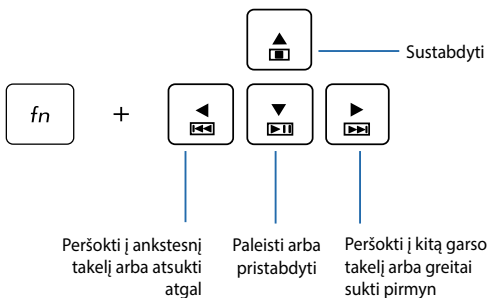 Sustabdyti
fn
+
Peršokti į ankstesnį
takelį arba atsukti
atgal
Paleisti arba
pristabdyti
Peršokti į kitą garso
takelį arba greitai
sukti pirmyn